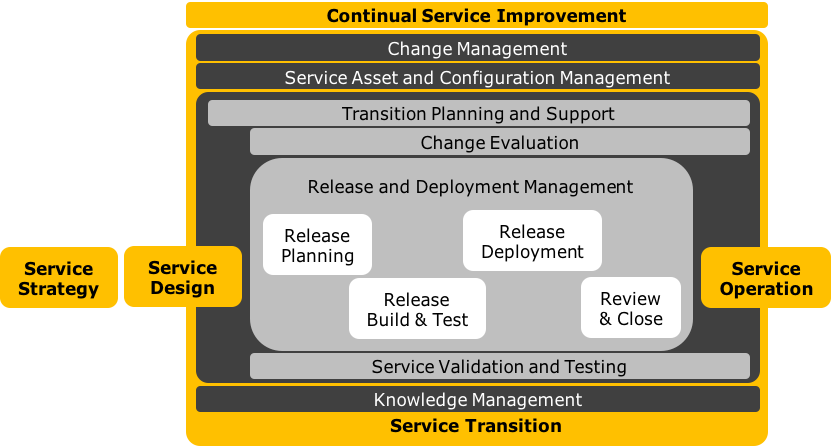 Continual Service Improvement
Change Management
Service Asset and Configuration Management
Transition Planning and Support
Change Evaluation
Release and Deployment Management
Release
Planning
Release
Deployment
Release
Build & Test
Review
& Close
Service
Strategy
Service
Design
Service
Operation
Service Validation and Testing
Knowledge Management
Service Transition